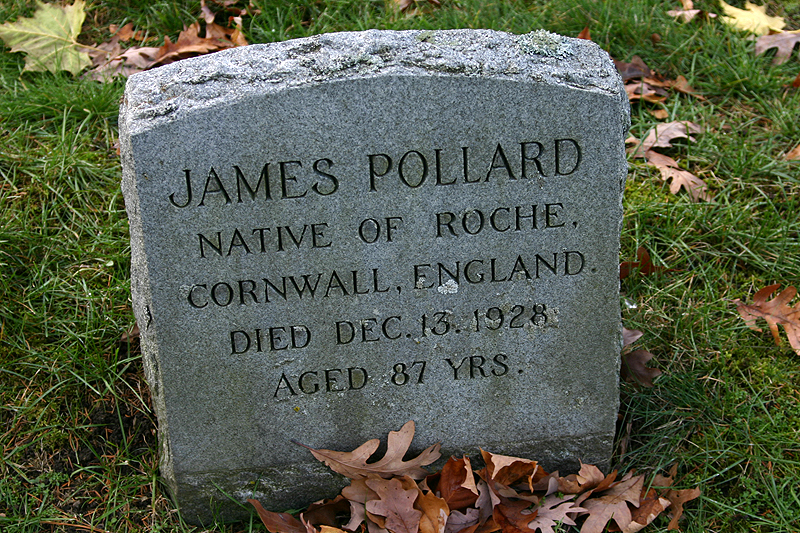 JAMES POLLARD
NATIVE OF ROCHE,
CORNWALL, ENGLAND.
DIED DEC. 13. 1928
AGED 87 YRS.